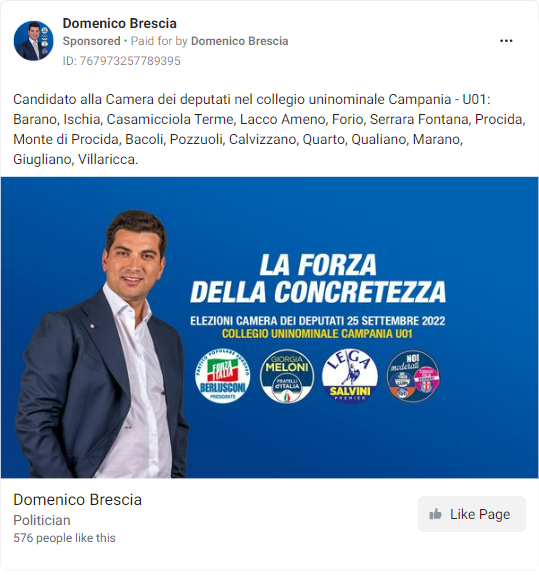 Domenico Brescia
Sponsored • Paid for by Domenico Brescia
ID: 767973257789395
Candidato alla Camera dei deputati nel collegio uninominale Campania - U01:
Barano, Ischia, Casamicciola Terme, Lacco Ameno, Forio, Serrara Fontana, Procida,
Monte di Procida, Bacoli, Pozzuoli, Calvizzano, Quarto, Qualiano, Marano,
Giugliano, Villaricca.
LA FORZA
DELLA CONCRETEZZA
ELEZIONI CAMERA DEI DEPUTATI 25 SETTEMBRE 2022
COLLEGIO UNINOMINALE CAMPANIA U01
PARTITO POPOLARE EUROPEO
FORZA
ITALIA
BERLUSCONI
PRESIDENTE
GIORGIA
MELONI
FRATELLI
d'ITALIA
LEGA
SALVINI
PREMIER
NOI
moderati
Domenico Brescia
Politician
576 people like this
Like Page